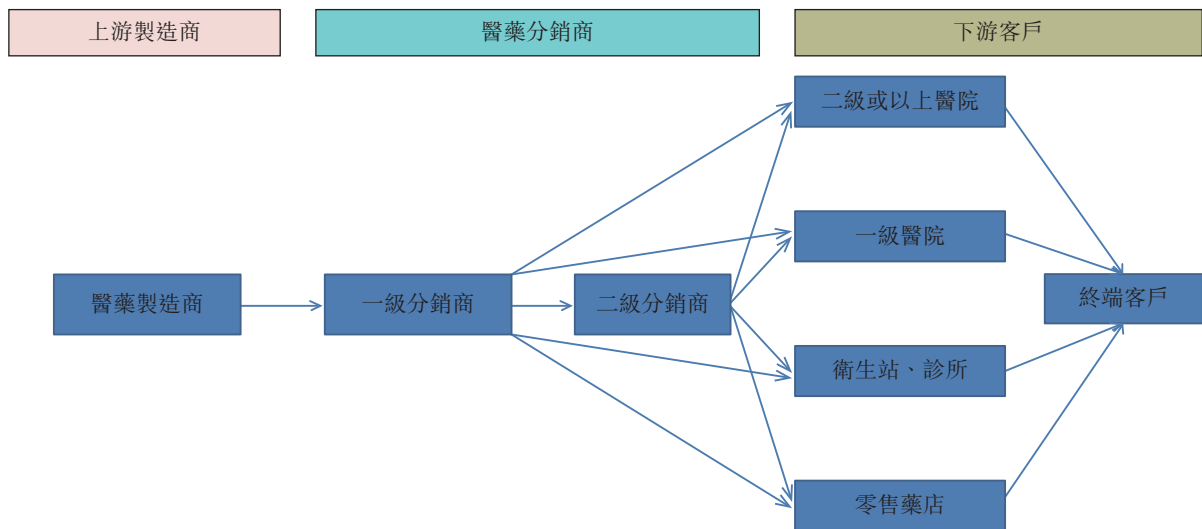 上游製造商
醫藥分銷商
下游客戶
二級或以上醫院
一級醫院
醫藥製造商
一級分銷商
二級分銷商
終端客戶
衛生站、診所
零售藥店